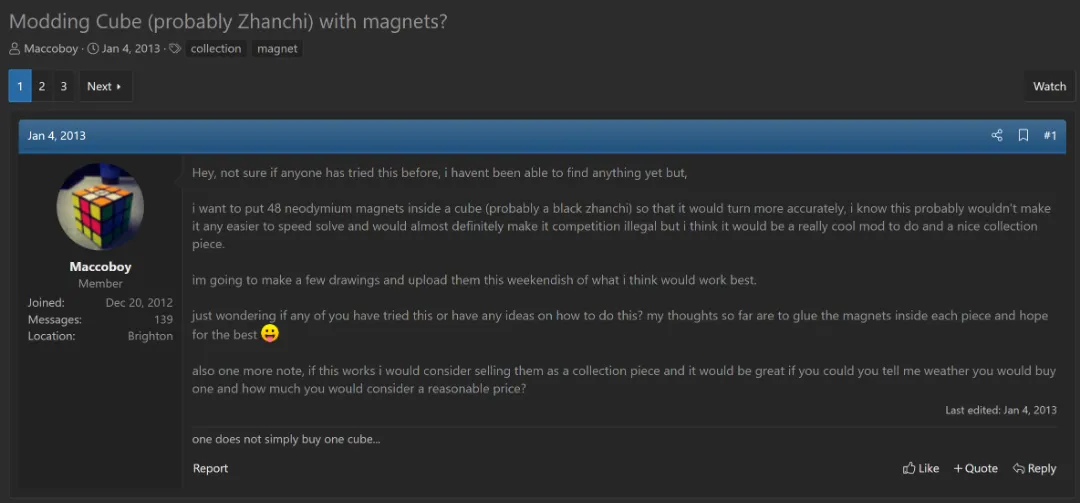 Modding Cube (probably Zhanchi) with magnets?
Maccoboy · Jan 4, 2013 · collection magnet
1 2 3 Next Watch
Jan 4, 2013 #1
Hey, not sure if anyone has tried this before, i havent been able to find anything yet but,
i want to put 48 neodymium magnets inside a cube (probably a black zhanchi) so that it would turn more accurately, i know this probably wouldn't make
it any easier to speed solve and would almost definitely make it competition illegal but i think it would be a really cool mod to do and a nice collection
piece.
Maccoboy
Member
Joined: Dec 20, 2012
Messages: 139
Location: Brighton
im going to make a few drawings and upload them this weekendish of what i think would work best.
just wondering if any of you have tried this or have any ideas on how to do this? my thoughts so far are to glue the magnets inside each piece and hope
for the best
also one more note, if this works i would consider selling them as a collection piece and it would be great if you could you tell me weather you would buy
one and how much you would consider a reasonable price?
Last edited: Jan 4, 2013
one does not simply buy one cube...
Report Like +Quote Reply